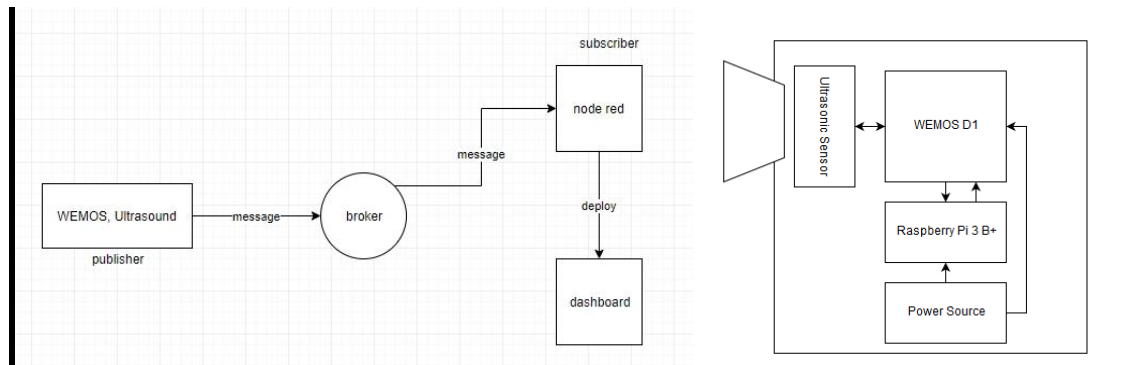 subscriber
node red
message
WEMOS, Ultrasound
message
broker
deploy
publisher
dashboard
Ultrasonic Sensor
WEMOS D1
Raspberry Pi 3 B+
Power Source